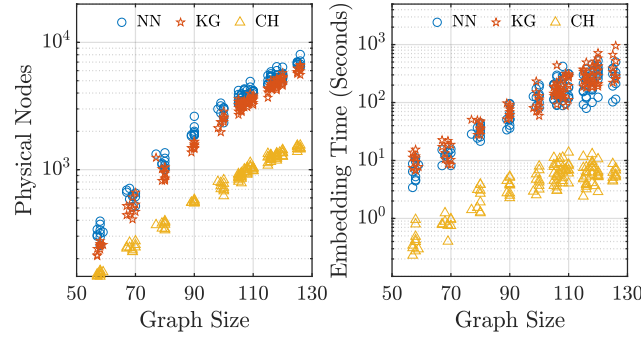 NN KG CH
Physical Nodes
10^4
10^3
50 70 90 110 130
Graph Size
NN KG CH
Embedding Time (Seconds)
10^3
10^2
10^1
10^0
50 70 90 110 130
Graph Size